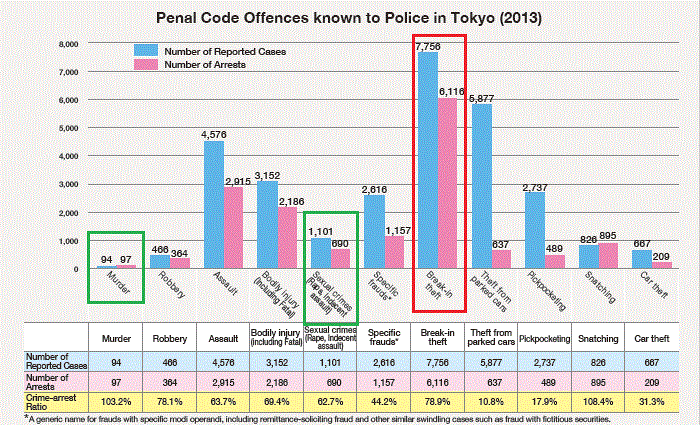 Penal Code Offences known to Police in Tokyo (2013)
Number of Reported Cases
Number of Arrests
8,000
7,000
6,000
5,000
4,000
3,000
2,000
1,000
0
94 97
466 364
4,576 2,915
3,152 2,186
1,101 690
2,616 1,157
7,756 6,116
5,877 637
2,737 489
826 895
667 209
Murder
Robbery
Assault
Bodily injury
(Including Fatal)
Sexual crimes
(Rape, Indecent
assault)
Specific
frauds*
Break-in
theft
Theft from
parked cars
Pickpocketing
Snatching
Car theft
Murder Robbery Assault Bodily injury (including Fatal) Sexual crimes (Rape, Indecent assault) Specific frauds* Break-in theft Theft from parked cars Pickpocketing Snatching Car theft
Number of Reported Cases 94 466 4,576 3,152 1,101 2,616 7,756 5,877 2,737 826 667
Number of Arrests 97 364 2,915 2,186 690 1,157 6,116 637 489 895 209
Crime-arrest Ratio 103.2% 78.1% 63.7% 69.4% 62.7% 44.2% 78.9% 10.8% 17.9% 108.4% 31.3%
*A generic name for frauds with specific modi operandi, including remittance-soliciting fraud and other similar swindling cases such as fraud with fictitious securities.